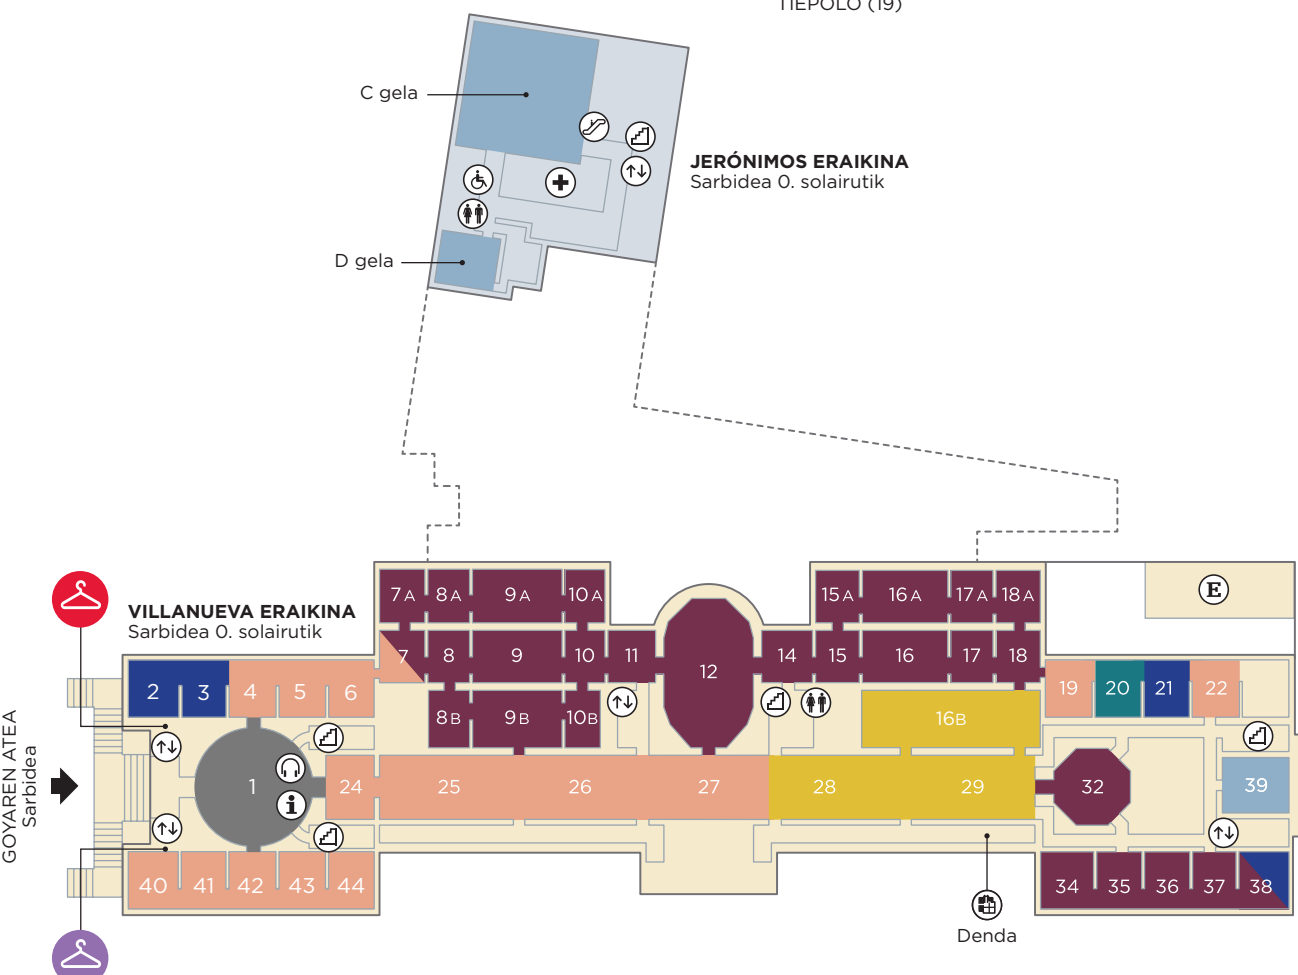 TIEPOLO (19)
C gela
JERÓNIMOS ERAIKINA
Sarbidea 0. solairutik
D gela
E
VILLANUEVA ERAIKINA
Sarbidea 0. solairutik
7A 8A 9A 10A 15A 16A 17A 18A
7 8 9 10 11 12 14 15 16 17 18
2 3 4 5 6 19 20 21 22
8B 9B 10B 16B
GOYAREN ATEA
Sarbidea
1 24 25 26 27 28 29 32 39
i
40 41 42 43 44 34 35 36 37 38
Denda